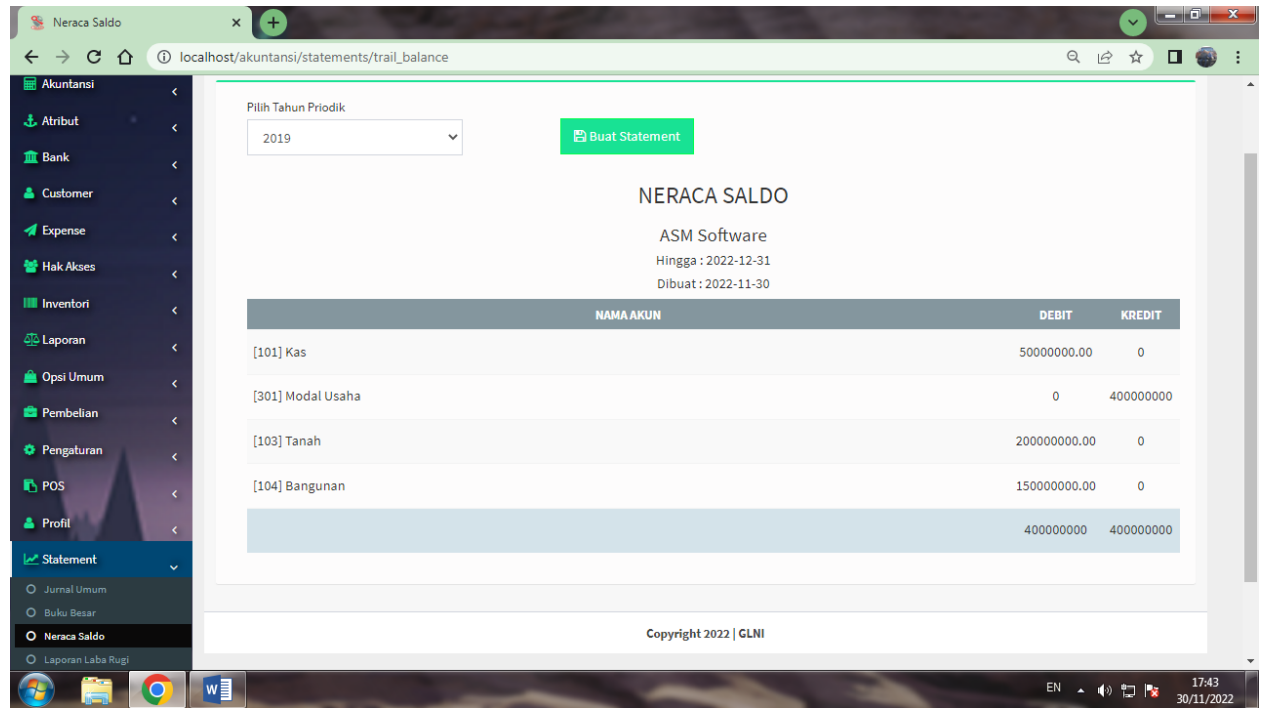 Neraca Saldo
localhost/akuntansi/statements/trail_balance
Akuntansi
Atribut
Bank
Customer
Expense
Hak Akses
Inventori
Laporan
Opsi Umum
Pembelian
Pengaturan
POS
Profil
Statement
Jurnal Umum
Buku Besar
Neraca Saldo
Laporan Laba Rugi
Pilih Tahun Priodik
2019
Buat Statement
NERACA SALDO
ASM Software
Hingga : 2022-12-31
Dibuat : 2022-11-30
NAMA AKUN DEBIT KREDIT
[101] Kas 50000000.00 0
[301] Modal Usaha 0 400000000
[103] Tanah 200000000.00 0
[104] Bangunan 150000000.00 0
400000000 400000000
Copyright 2022 | GLNI
EN
17:43
30/11/2022